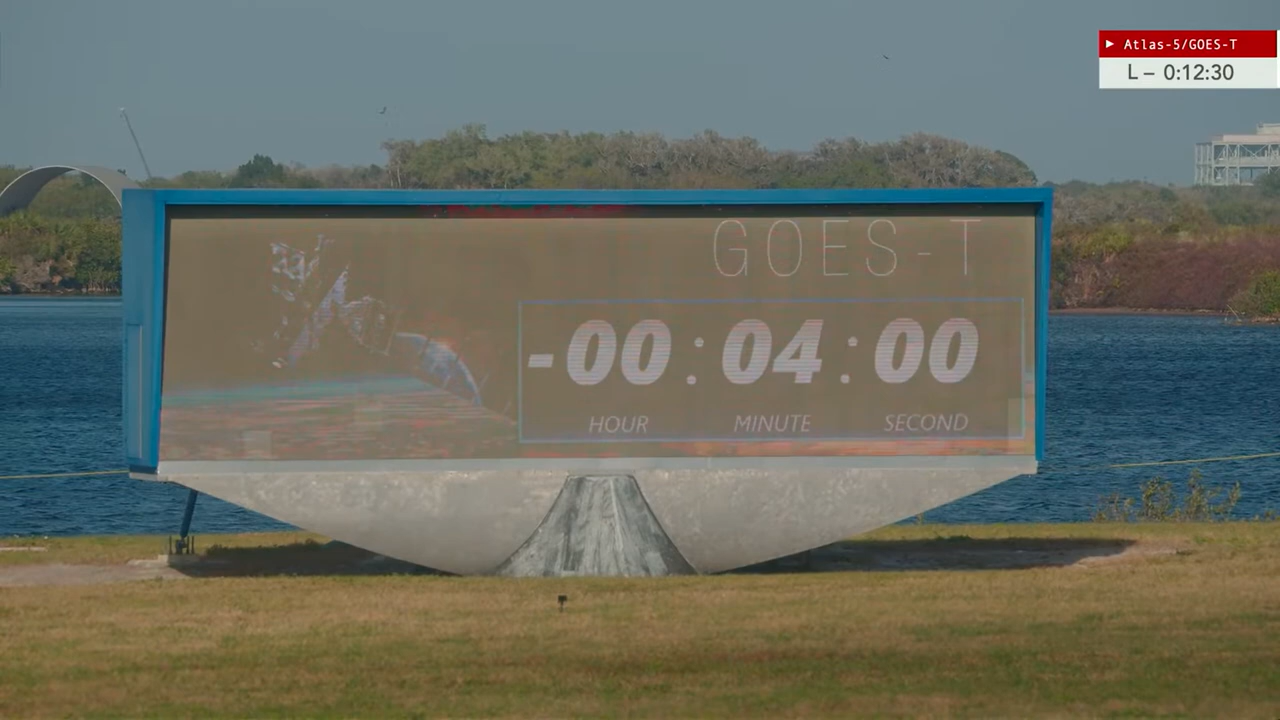 Atlas-5/GOES-T
L – 0:12:30
GOES-T
-00:04:00
HOUR MINUTE SECOND